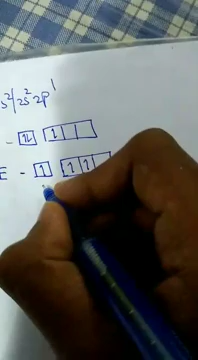 s²/2s² 2p¹
- ⥮ 1
E - 1 1 1